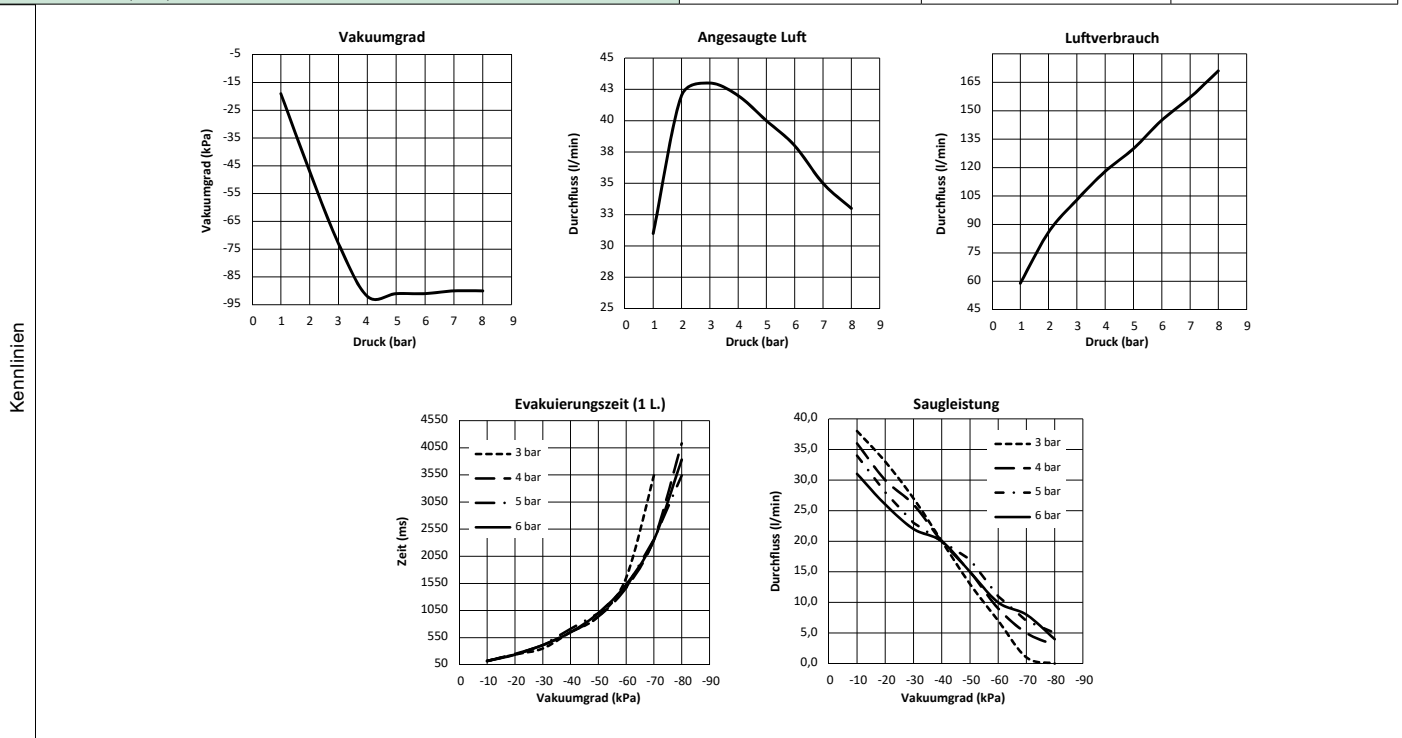 Kennlinien
Vakuumgrad
-5
-15
-25
-35
-45
-55
-65
-75
-85
-95
Vakuumgrad (kPa)
0 1 2 3 4 5 6 7 8 9
Druck (bar)
Angesaugte Luft
45
43
40
38
35
33
30
28
25
Durchfluss (l/min)
0 1 2 3 4 5 6 7 8 9
Druck (bar)
Luftverbrauch
165
150
135
120
105
90
75
60
45
Durchfluss (l/min)
0 1 2 3 4 5 6 7 8 9
Druck (bar)
Evakuierungszeit (1 L.)
4550
4050
3550
3050
2550
2050
1550
1050
550
50
Zeit (ms)
3 bar
4 bar
5 bar
6 bar
0 -10 -20 -30 -40 -50 -60 -70 -80 -90
Vakuumgrad (kPa)
Saugleistung
40,0
35,0
30,0
25,0
20,0
15,0
10,0
5,0
0,0
Durchfluss (l/min)
3 bar
4 bar
5 bar
6 bar
0 -10 -20 -30 -40 -50 -60 -70 -80 -90
Vakuumgrad (kPa)